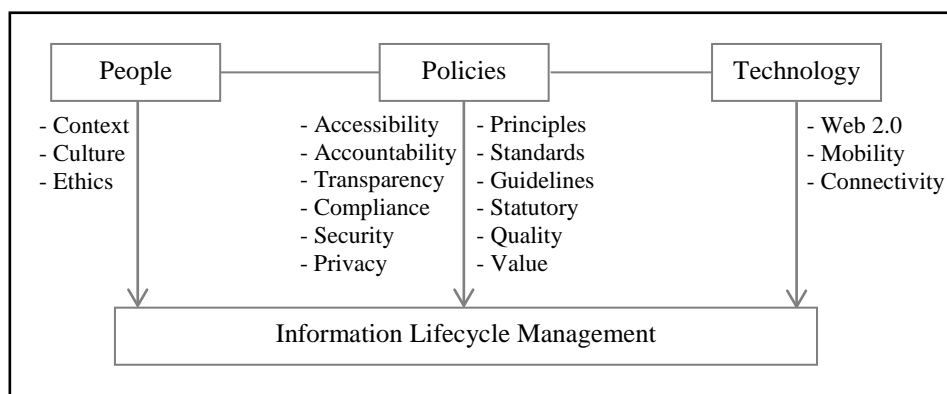 People
Policies
Technology
- Context
- Culture
- Ethics
- Accessibility
- Accountability
- Transparency
- Compliance
- Security
- Privacy
- Principles
- Standards
- Guidelines
- Statutory
- Quality
- Value
- Web 2.0
- Mobility
- Connectivity
Information Lifecycle Management